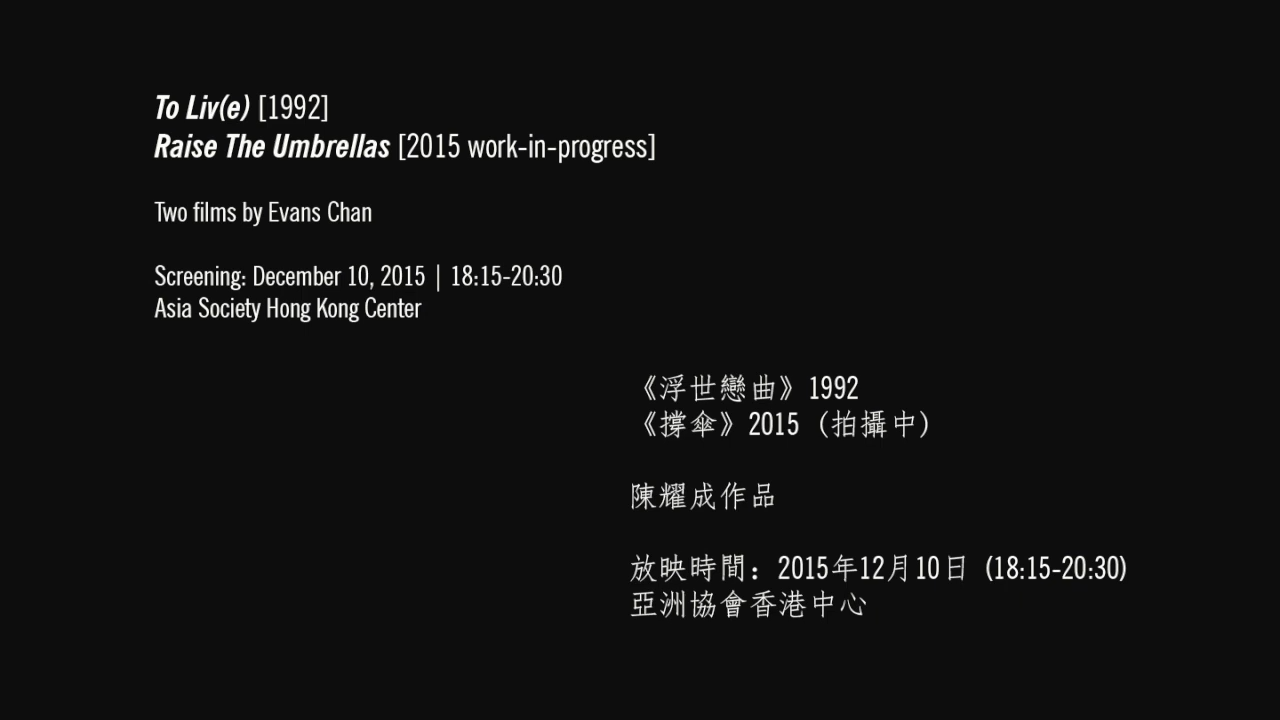 To Liv(e) [1992]
Raise The Umbrellas [2015 work-in-progress]
Two films by Evans Chan
Screening: December 10, 2015 | 18:15-20:30
Asia Society Hong Kong Center
《浮世戀曲》1992
《撐傘》2015（拍攝中）
陳耀成作品
放映時間：2015年12月10日 (18:15-20:30)
亞洲協會香港中心